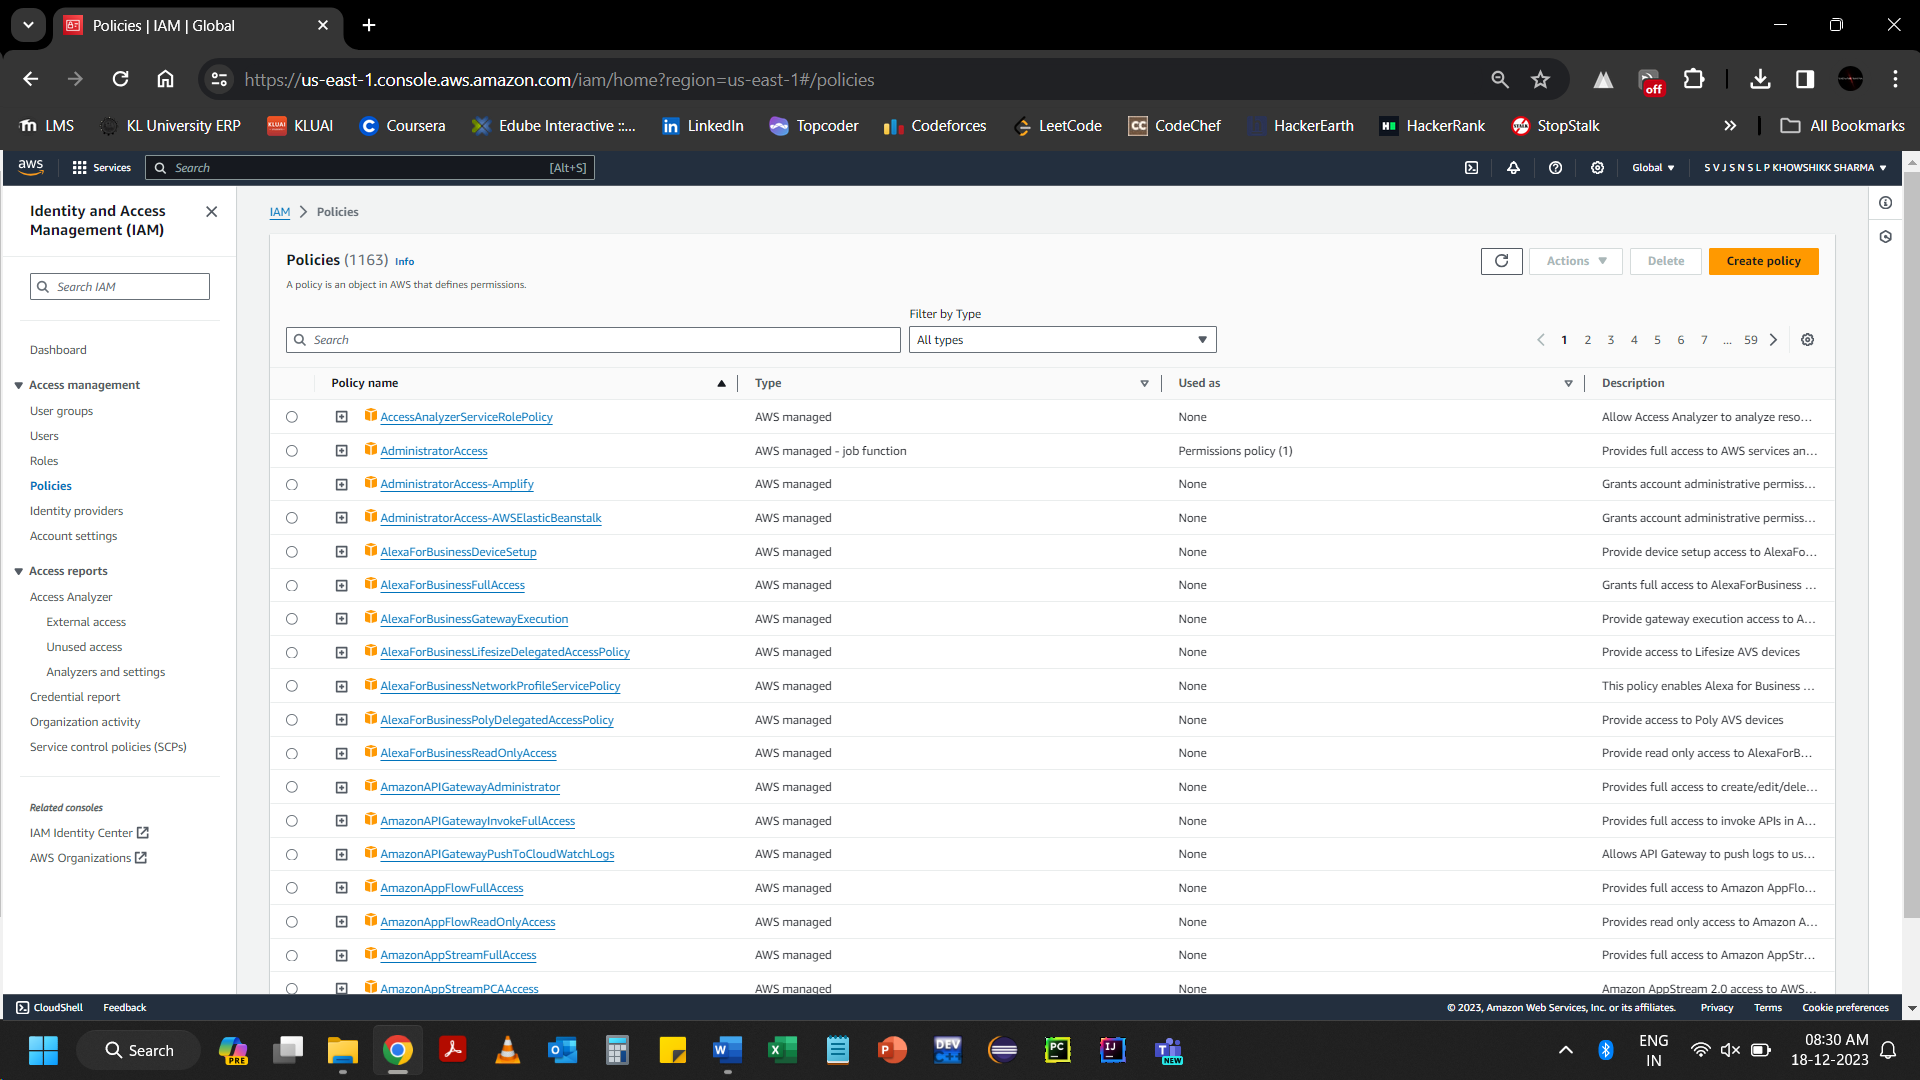 Policies | IAM | Global
https://us-east-1.console.aws.amazon.com/iam/home?region=us-east-1#/policies
off
LMS KL University ERP KLUAI Coursera Edube Interactive ::... LinkedIn Topcoder Codeforces LeetCode CodeChef HackerEarth HackerRank StopStalk » All Bookmarks
aws Services Search [Alt+S] Global S V J S N S L P KHOWSHIKK SHARMA
Identity and Access
Management (IAM)
Search IAM
Dashboard
Access management
User groups
Users
Roles
Policies
Identity providers
Account settings
Access reports
Access Analyzer
External access
Unused access
Analyzers and settings
Credential report
Organization activity
Service control policies (SCPs)
Related consoles
IAM Identity Center
AWS Organizations
IAM > Policies
Policies (1163) Info
A policy is an object in AWS that defines permissions.
Actions Delete Create policy
Filter by Type
Search All types 1 2 3 4 5 6 7 ... 59
Policy name Type Used as Description
AccessAnalyzerServiceRolePolicy AWS managed None Allow Access Analyzer to analyze reso...
AdministratorAccess AWS managed - job function Permissions policy (1) Provides full access to AWS services an...
AdministratorAccess-Amplify AWS managed None Grants account administrative permiss...
AdministratorAccess-AWSElasticBeanstalk AWS managed None Grants account administrative permiss...
AlexaForBusinessDeviceSetup AWS managed None Provide device setup access to AlexaFo...
AlexaForBusinessFullAccess AWS managed None Grants full access to AlexaForBusiness ...
AlexaForBusinessGatewayExecution AWS managed None Provide gateway execution access to A...
AlexaForBusinessLifesizeDelegatedAccessPolicy AWS managed None Provide access to Lifesize AVS devices
AlexaForBusinessNetworkProfileServicePolicy AWS managed None This policy enables Alexa for Business ...
AlexaForBusinessPolyDelegatedAccessPolicy AWS managed None Provide access to Poly AVS devices
AlexaForBusinessReadOnlyAccess AWS managed None Provide read only access to AlexaForB...
AmazonAPIGatewayAdministrator AWS managed None Provides full access to create/edit/dele...
AmazonAPIGatewayInvokeFullAccess AWS managed None Provides full access to invoke APIs in A...
AmazonAPIGatewayPushToCloudWatchLogs AWS managed None Allows API Gateway to push logs to us...
AmazonAppFlowFullAccess AWS managed None Provides full access to Amazon AppFlo...
AmazonAppFlowReadOnlyAccess AWS managed None Provides read only access to Amazon A...
AmazonAppStreamFullAccess AWS managed None Provides full access to Amazon AppStr...
AmazonAppStreamPCAAccess AWS managed None Amazon AppStream 2.0 access to AWS...
CloudShell Feedback © 2023, Amazon Web Services, Inc. or its affiliates. Privacy Terms Cookie preferences
Search ENG 08:30 AM
IN 18-12-2023